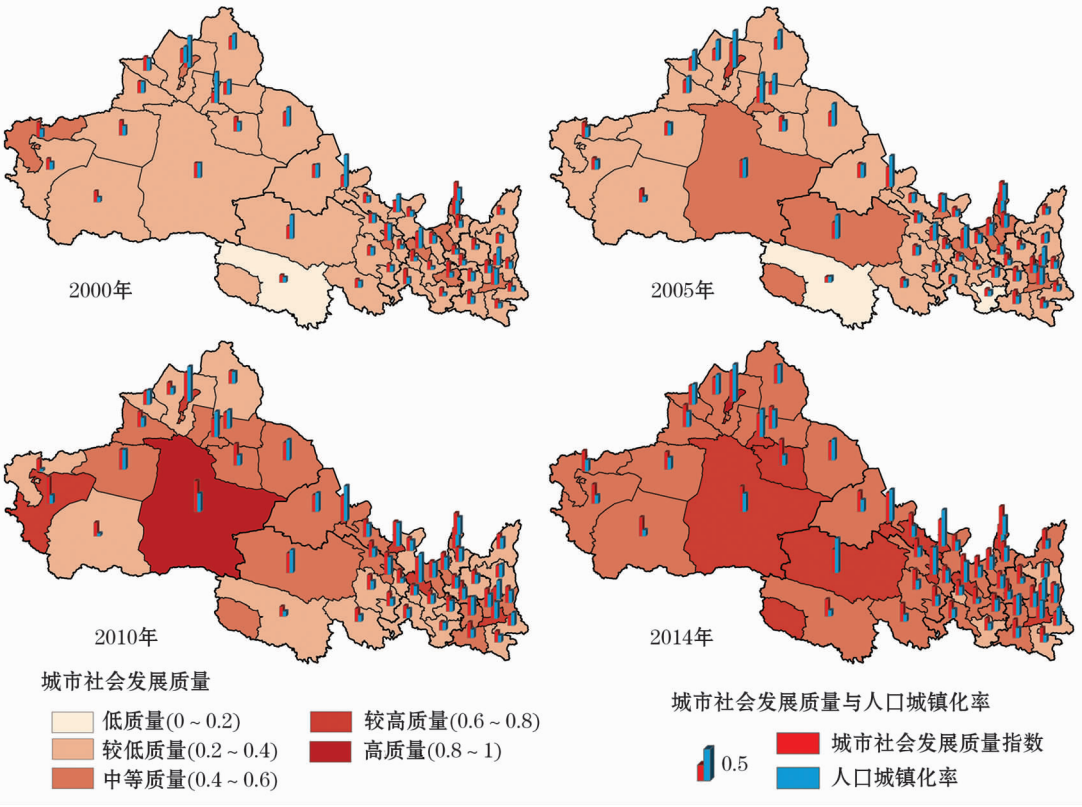 2000年
2005年
2010年
2014年
城市社会发展质量
低质量(0~0.2)
较低质量(0.2~0.4)
中等质量(0.4~0.6)
较高质量(0.6~0.8)
高质量(0.8~1)
城市社会发展质量与人口城镇化率
0.5
城市社会发展质量指数
人口城镇化率